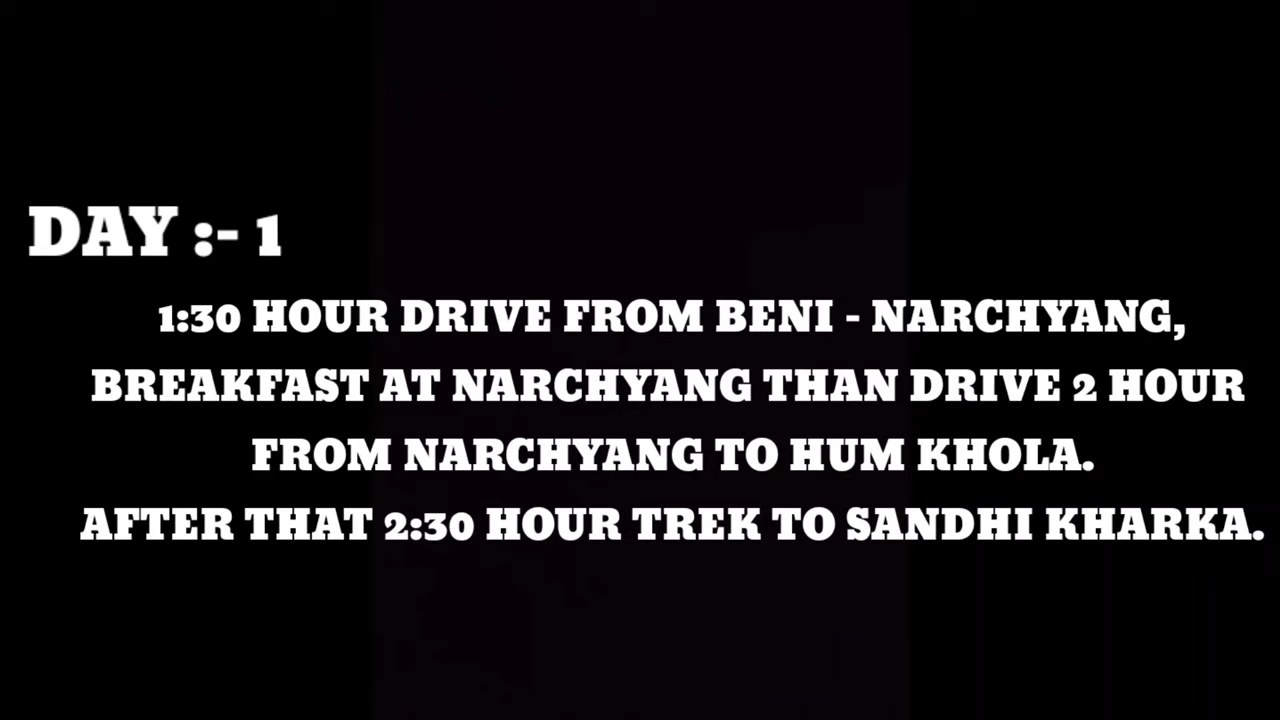 DAY :- 1
1:30 HOUR DRIVE FROM BENI - NARCHYANG,
BREAKFAST AT NARCHYANG THAN DRIVE 2 HOUR
FROM NARCHYANG TO HUM KHOLA.
AFTER THAT 2:30 HOUR TREK TO SANDHI KHARKA.